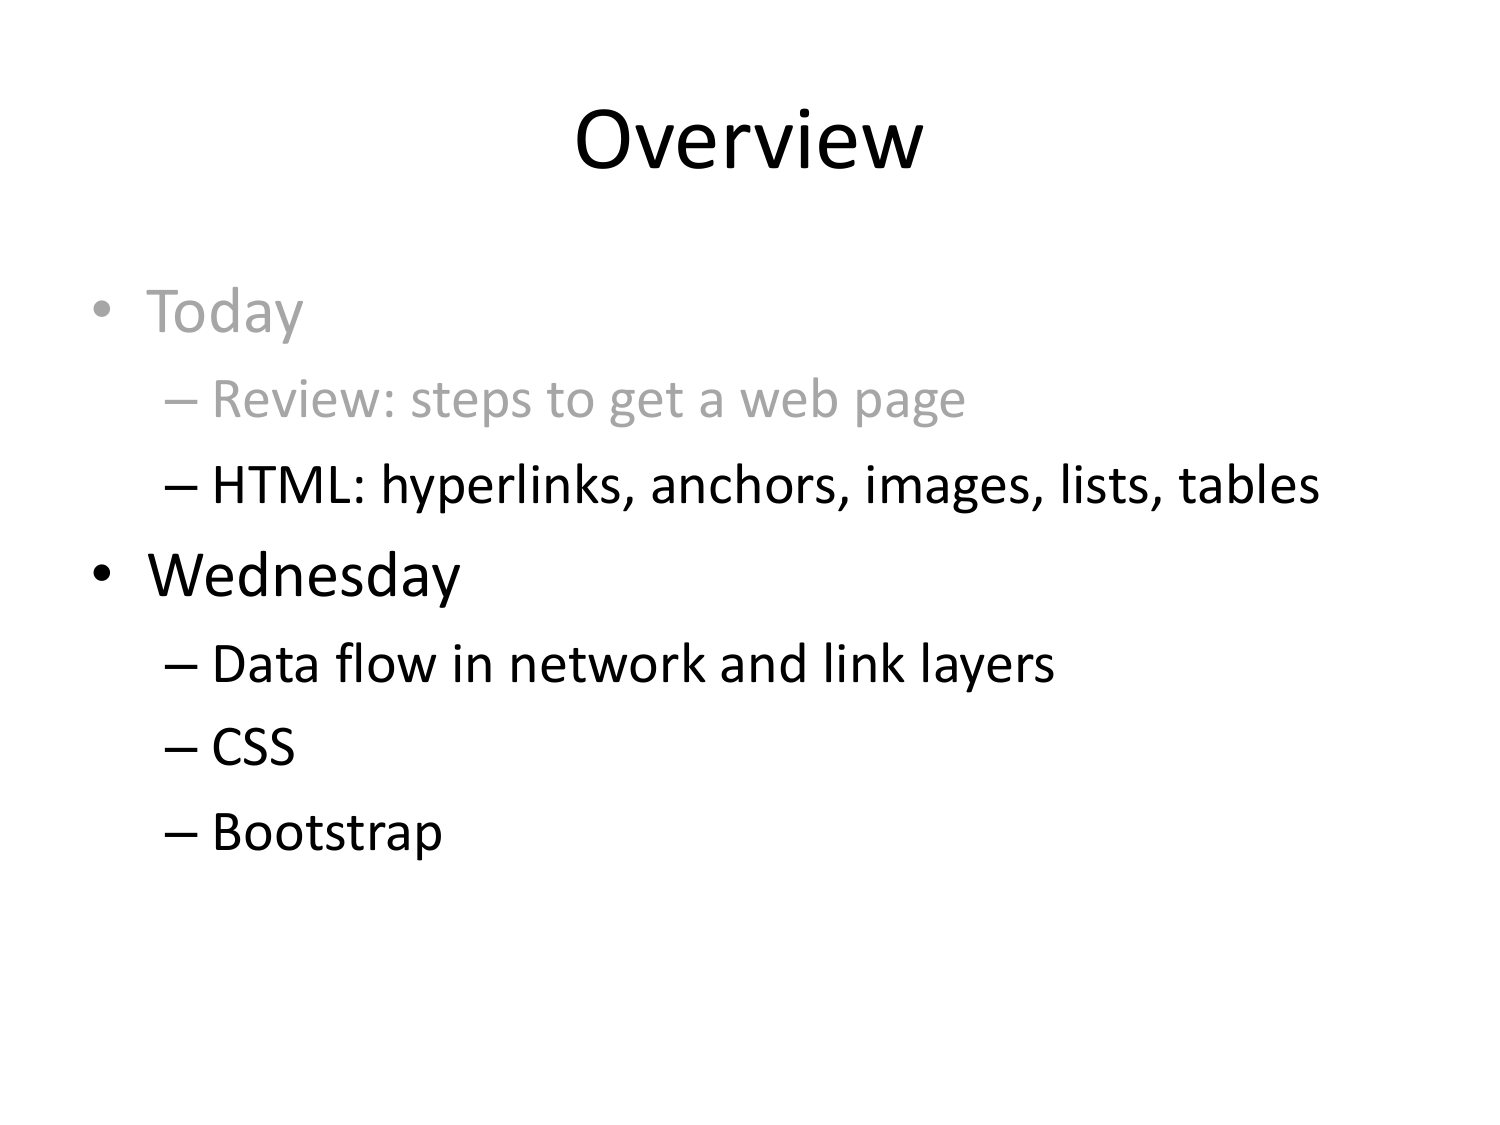 Overview
• Today
– Review: steps to get a web page
– HTML: hyperlinks, anchors, images, lists, tables
• Wednesday
– Data flow in network and link layers
– CSS
– Bootstrap